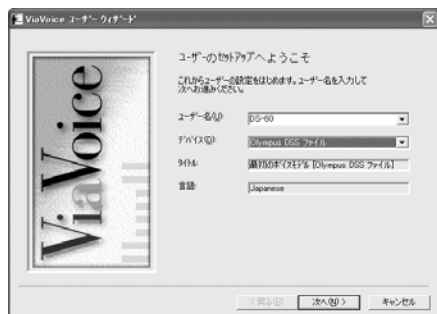 ViaVoice ユーザー ウィザード
ViaVoice
ユーザーのセットアップへようこそ
これからユーザーの設定をはじめます。ユーザー名を入力して
次へお進みください。
ユーザー名(U): DS-60
デバイス(D): Olympus DSS ファイル
タイトル: 最初のボイスモデル [Olympus DSS ファイル]
言語: Japanese
< 戻る(B) 次へ(N) > キャンセル